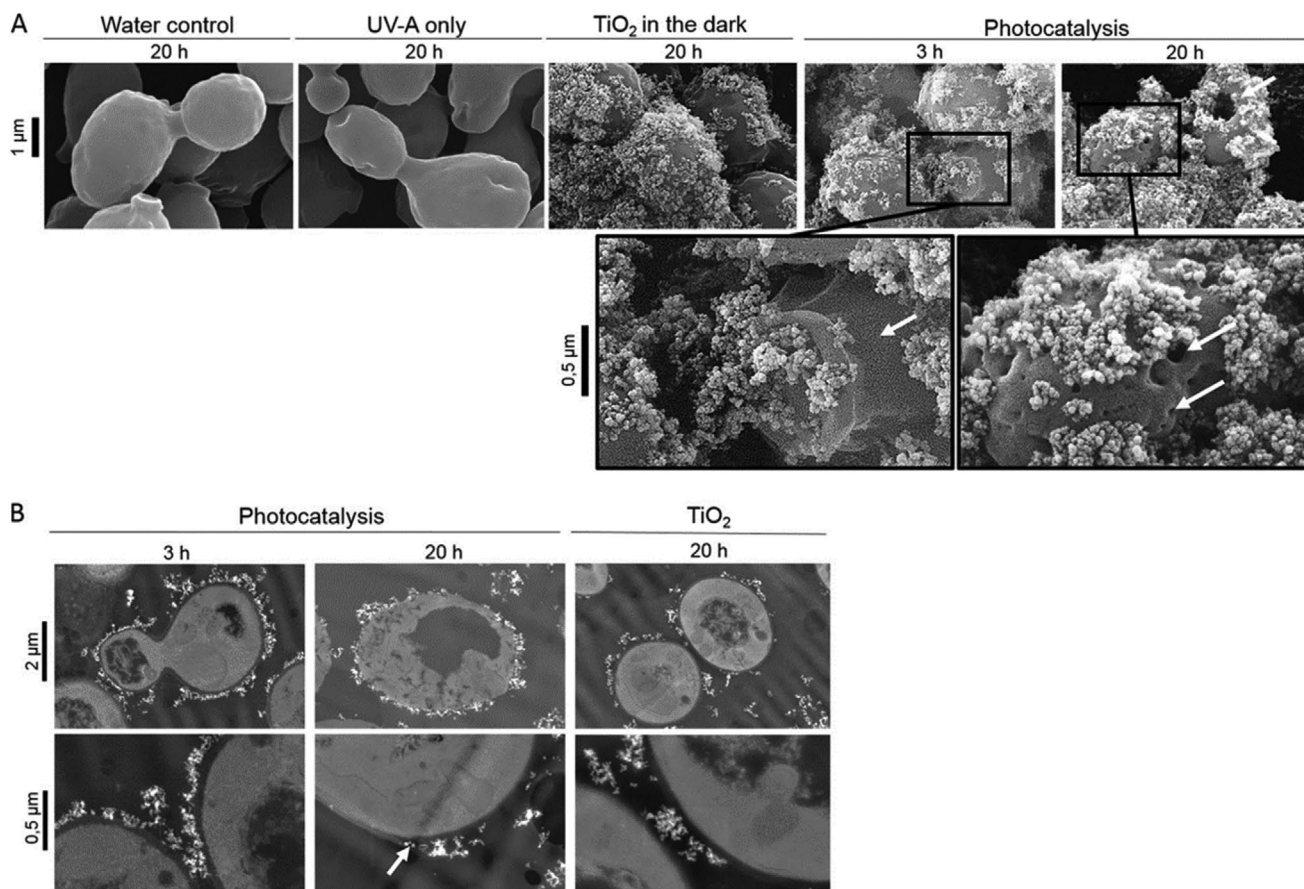 A
Water control
UV-A only
TiO₂ in the dark
Photocatalysis
20 h
20 h
20 h
3 h
20 h
1 µm
0,5 µm
B
Photocatalysis
TiO₂
3 h
20 h
20 h
2 µm
0,5 µm